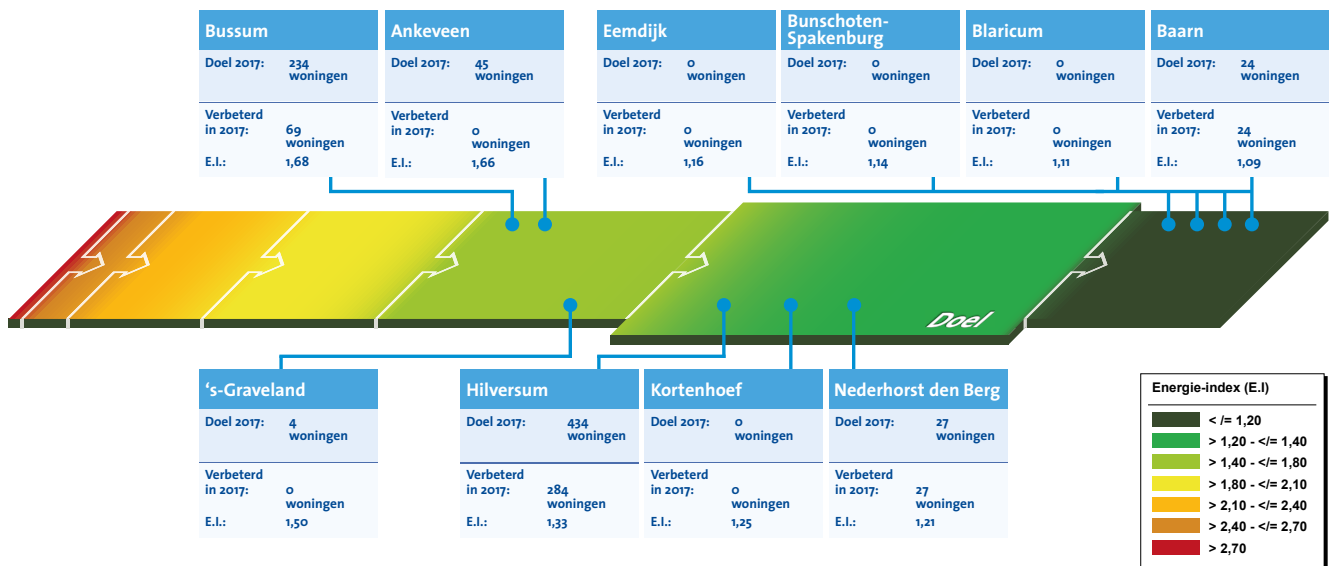 Bussum
Doel 2017: 234 woningen
Verbeterd in 2017: 69 woningen
E.I.: 1,68
Ankeveen
Doel 2017: 45 woningen
Verbeterd in 2017: 0 woningen
E.I.: 1,66
Eemdijk
Doel 2017: 0 woningen
Verbeterd in 2017: 0 woningen
E.I.: 1,16
Bunschoten-
Spakenburg
Doel 2017: 0 woningen
Verbeterd in 2017: 0 woningen
E.I.: 1,14
Blaricum
Doel 2017: 0 woningen
Verbeterd in 2017: 0 woningen
E.I.: 1,11
Baarn
Doel 2017: 24 woningen
Verbeterd in 2017: 24 woningen
E.I.: 1,09
Doel
‘s-Graveland
Doel 2017: 4 woningen
Verbeterd in 2017: 0 woningen
E.I.: 1,50
Hilversum
Doel 2017: 434 woningen
Verbeterd in 2017: 284 woningen
E.I.: 1,33
Kortenhoef
Doel 2017: 0 woningen
Verbeterd in 2017: 0 woningen
E.I.: 1,25
Nederhorst den Berg
Doel 2017: 27 woningen
Verbeterd in 2017: 27 woningen
E.I.: 1,21
Energie-index (E.I)
< /= 1,20
> 1,20 - </= 1,40
> 1,40 - </= 1,80
> 1,80 - </= 2,10
> 2,10 - </= 2,40
> 2,40 - </= 2,70
> 2,70